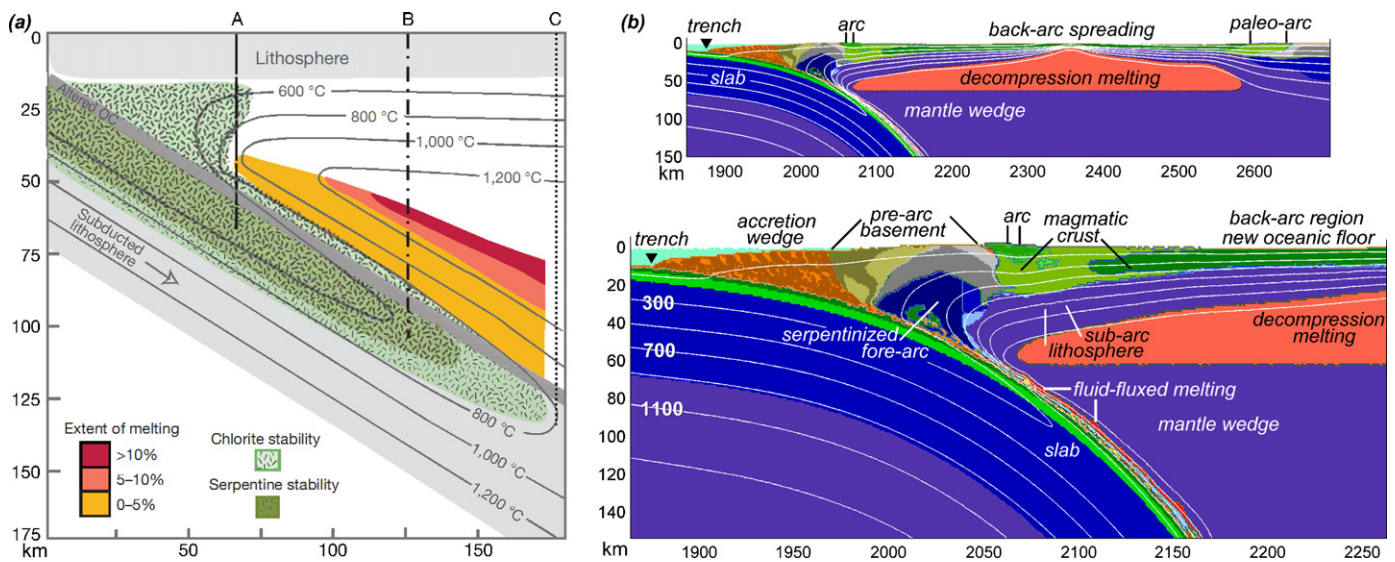 (a)
A
B
C
0
25
50
75
100
125
150
175
km
50
100
150
Lithosphere
Altered OC
600 °C
800 °C
1,000 °C
1,200 °C
Subducted
lithosphere
800 °C
1,000 °C
1,200 °C
Extent of melting
>10%
5–10%
0–5%
Chlorite stability
Serpentine stability
(b)
trench
arc
back-arc spreading
paleo-arc
0
50
100
150
km
slab
decompression melting
mantle wedge
1900
2000
2100
2200
2300
2400
2500
2600
trench
accretion
wedge
pre-arc
basement
arc
magmatic
crust
back-arc region
new oceanic floor
0
20
40
60
80
100
120
140
km
300
700
1100
serpentinized
fore-arc
sub-arc
lithosphere
decompression
melting
fluid-fluxed melting
mantle wedge
slab
1900
1950
2000
2050
2100
2150
2200
2250